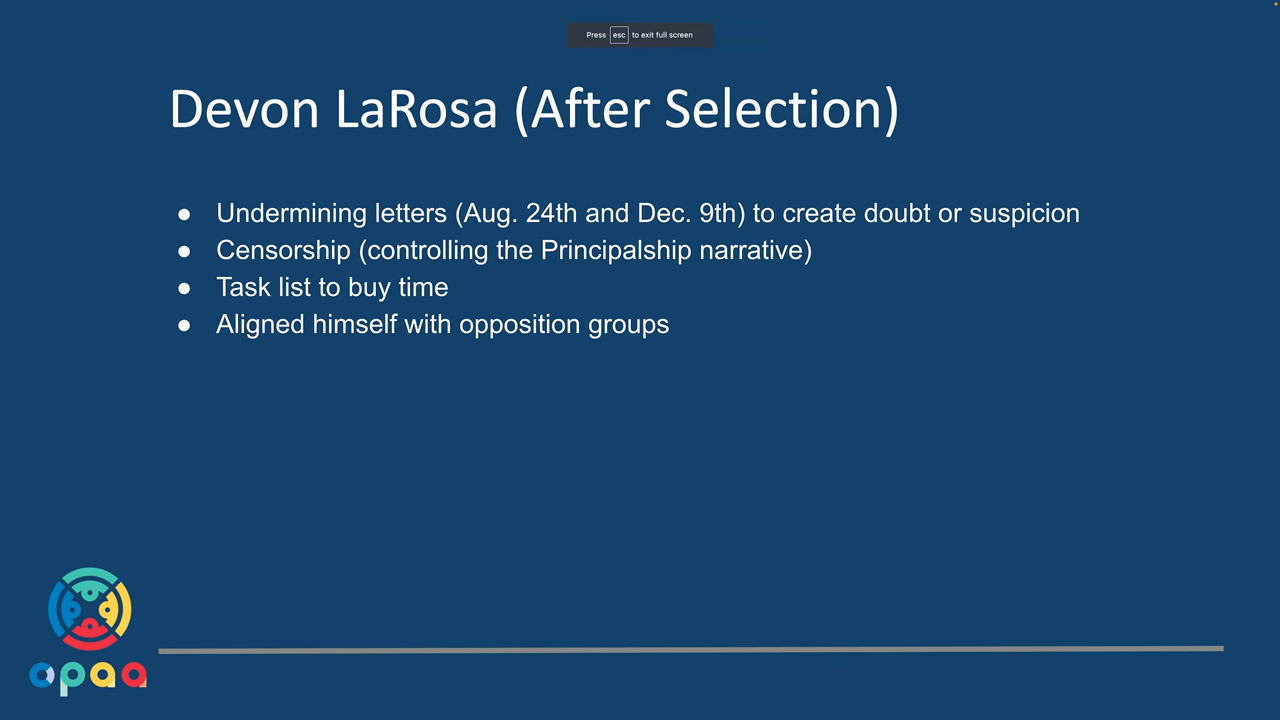 Press esc to exit full screen
Devon LaRosa (After Selection)
● Undermining letters (Aug. 24th and Dec. 9th) to create doubt or suspicion
● Censorship (controlling the Principalship narrative)
● Task list to buy time
● Aligned himself with opposition groups
opaa